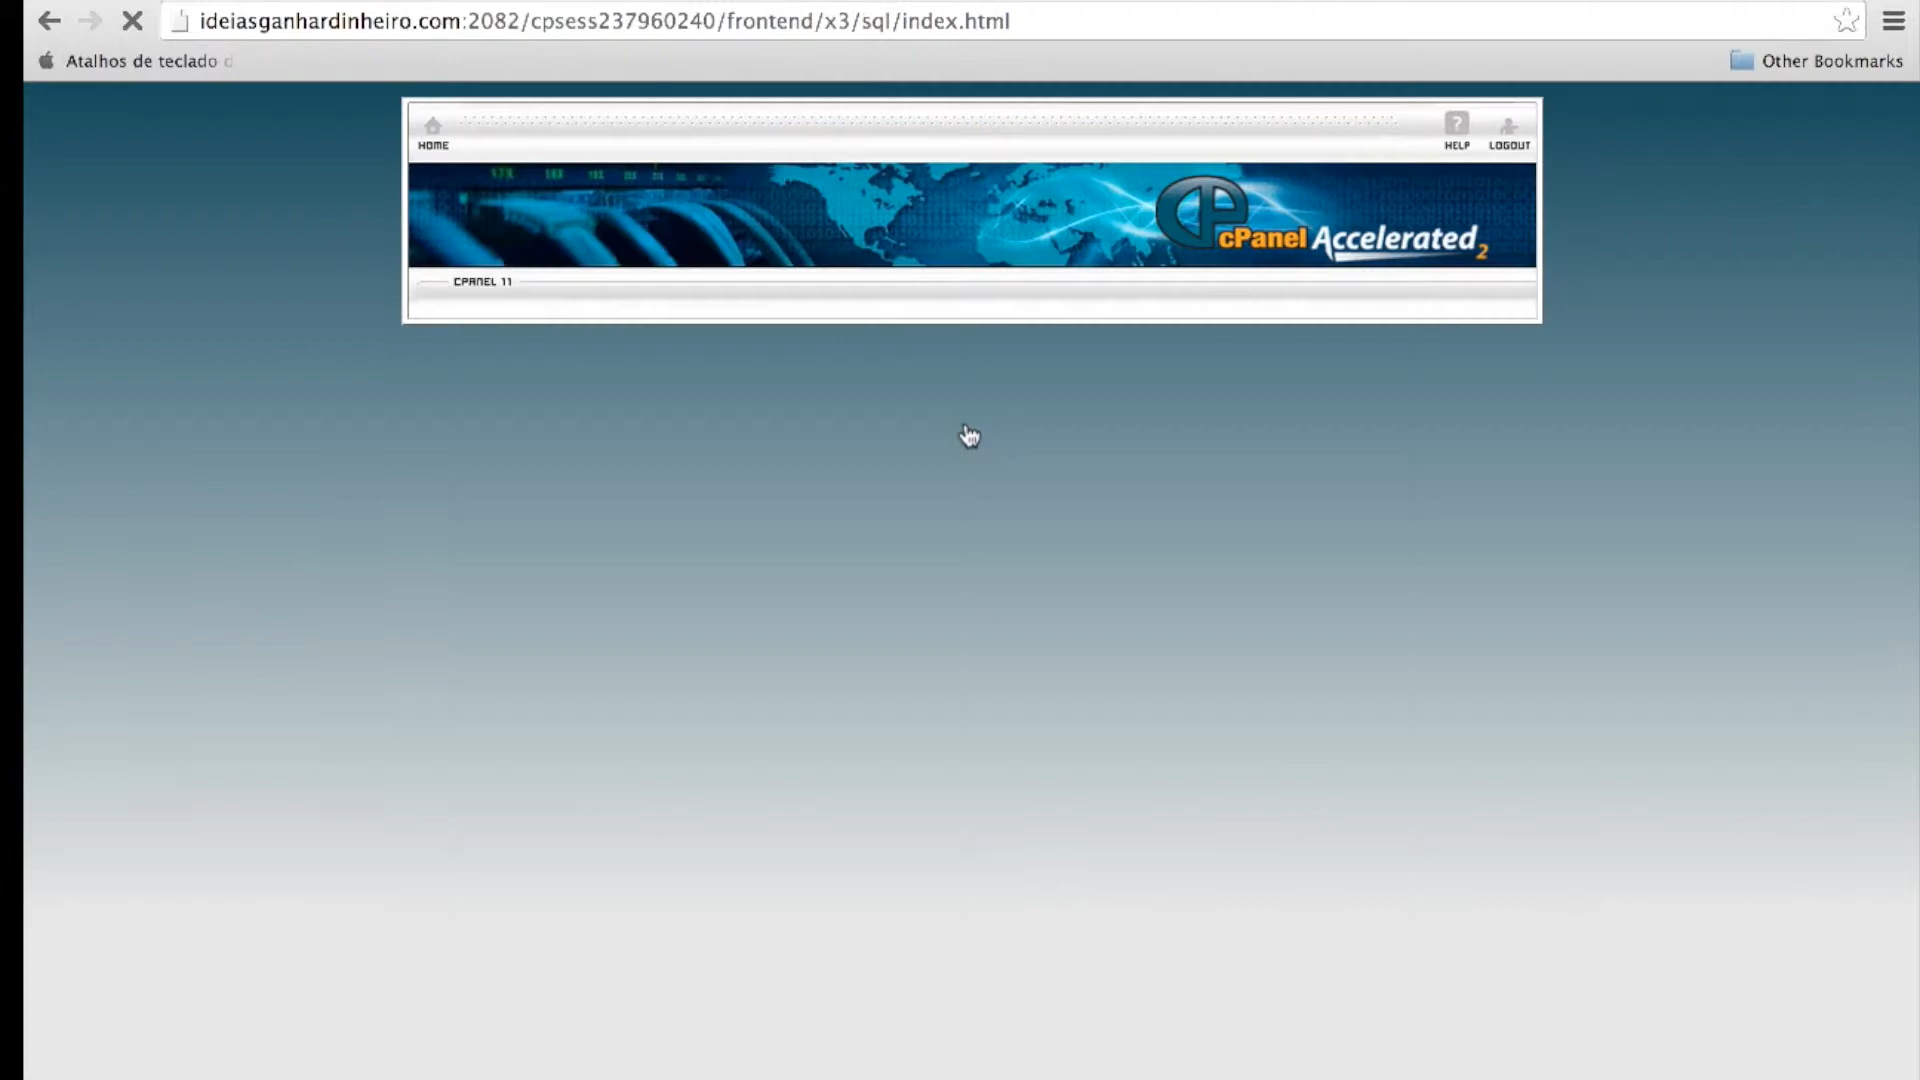 ideiasganhardinheiro.com:2082/cpsess237960240/frontend/x3/sql/index.html
Atalhos de teclado d
Other Bookmarks
HOME
HELP
LOGOUT
cPanel Accelerated 2
CPANEL 11